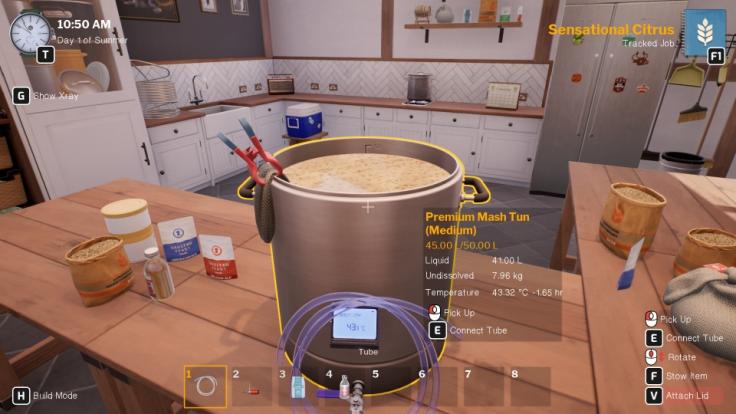 10:50 AM
Day 1 of Summer
T
G Show Xray
Sensational Citrus
Tracked Job
F1
Premium Mash Tun
(Medium)
45.00 L/50.00 L
Liquid 41.00 L
Undissolved 7.96 kg
Temperature 43.32 °C -1.65 hr
Pick Up
E Connect Tube
Tube
Pick Up
E Connect Tube
Rotate
F Stow Item
V Attach Lid
H Build Mode
1 2 3 4 5 6 7 8